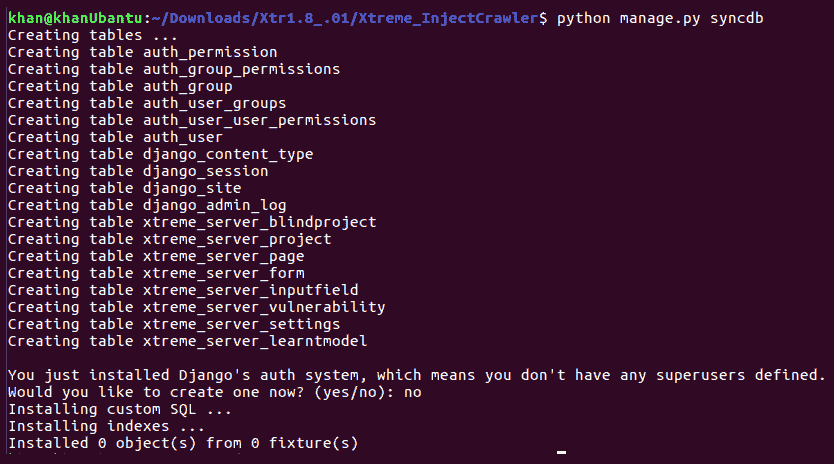 khan@khanUbantu:~/Downloads/Xtr1.8_.01/Xtreme_InjectCrawler$ python manage.py syncdb
Creating tables ...
Creating table auth_permission
Creating table auth_group_permissions
Creating table auth_group
Creating table auth_user_groups
Creating table auth_user_user_permissions
Creating table auth_user
Creating table django_content_type
Creating table django_session
Creating table django_site
Creating table django_admin_log
Creating table xtreme_server_blindproject
Creating table xtreme_server_project
Creating table xtreme_server_page
Creating table xtreme_server_form
Creating table xtreme_server_inputfield
Creating table xtreme_server_vulnerability
Creating table xtreme_server_settings
Creating table xtreme_server_learntmodel
You just installed Django's auth system, which means you don't have any superusers defined.
Would you like to create one now? (yes/no): no
Installing custom SQL ...
Installing indexes ...
Installed 0 object(s) from 0 fixture(s)